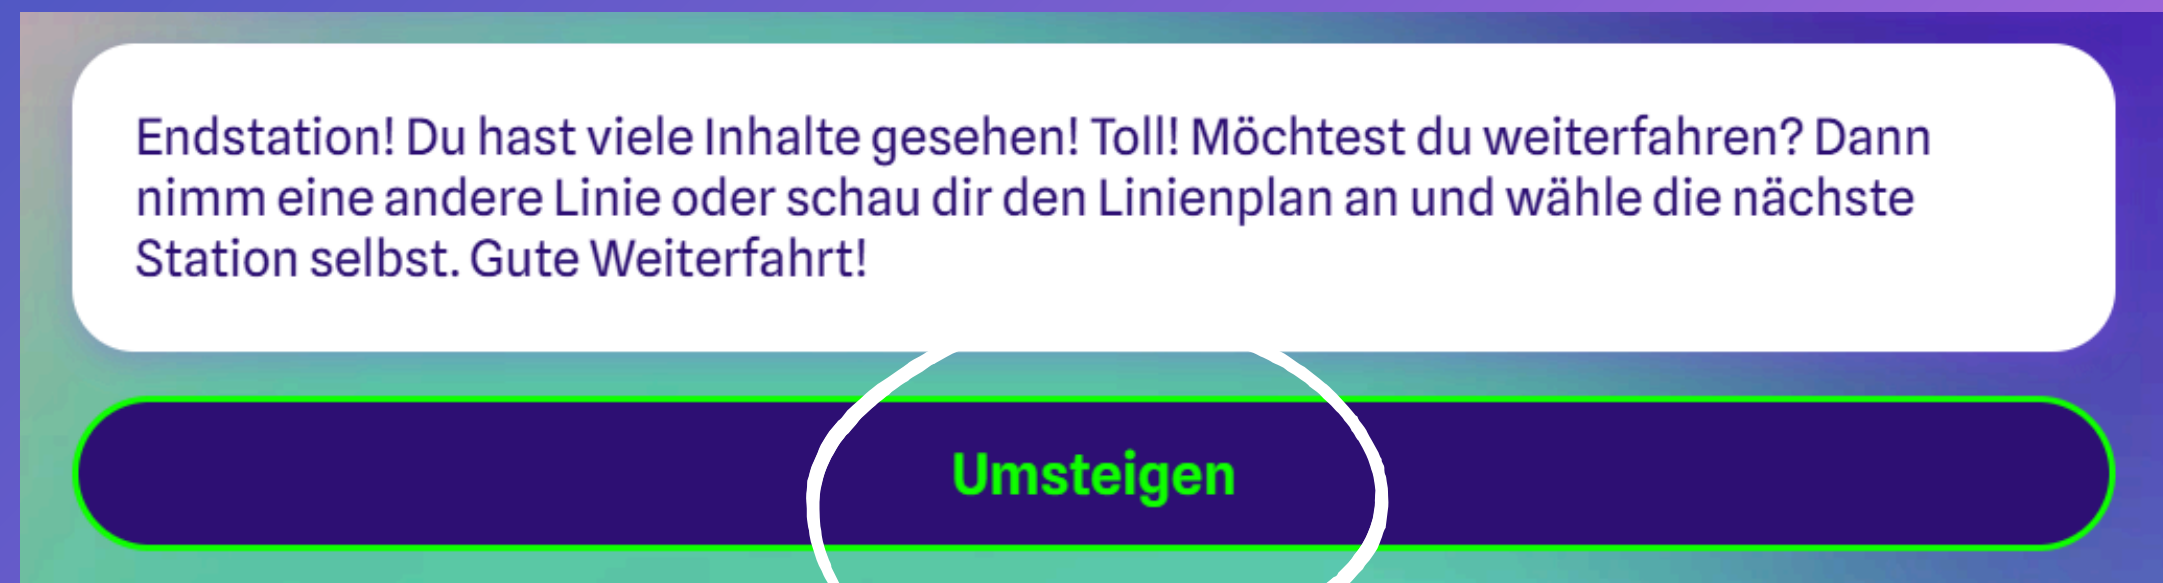 Endstation! Du hast viele Inhalte gesehen! Toll! Möchtest du weiterfahren? Dann
nimm eine andere Linie oder schau dir den Linienplan an und wähle die nächste
Station selbst. Gute Weiterfahrt!
Umsteigen